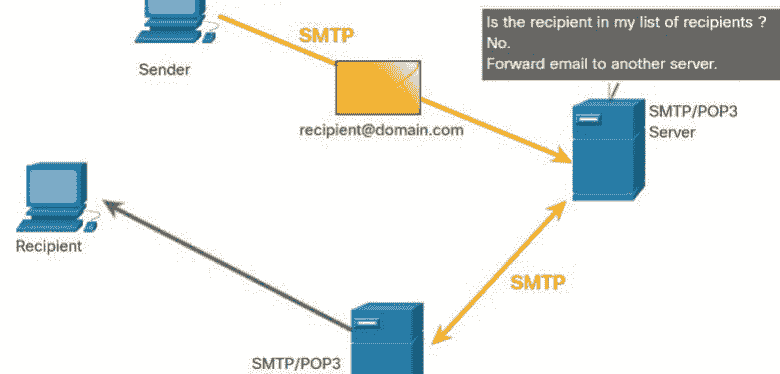 Is the recipient in my list of recipients ?
No.
Forward email to another server.
SMTP
Sender
recipient@domain.com
SMTP/POP3
Server
Recipient
SMTP
SMTP/POP3